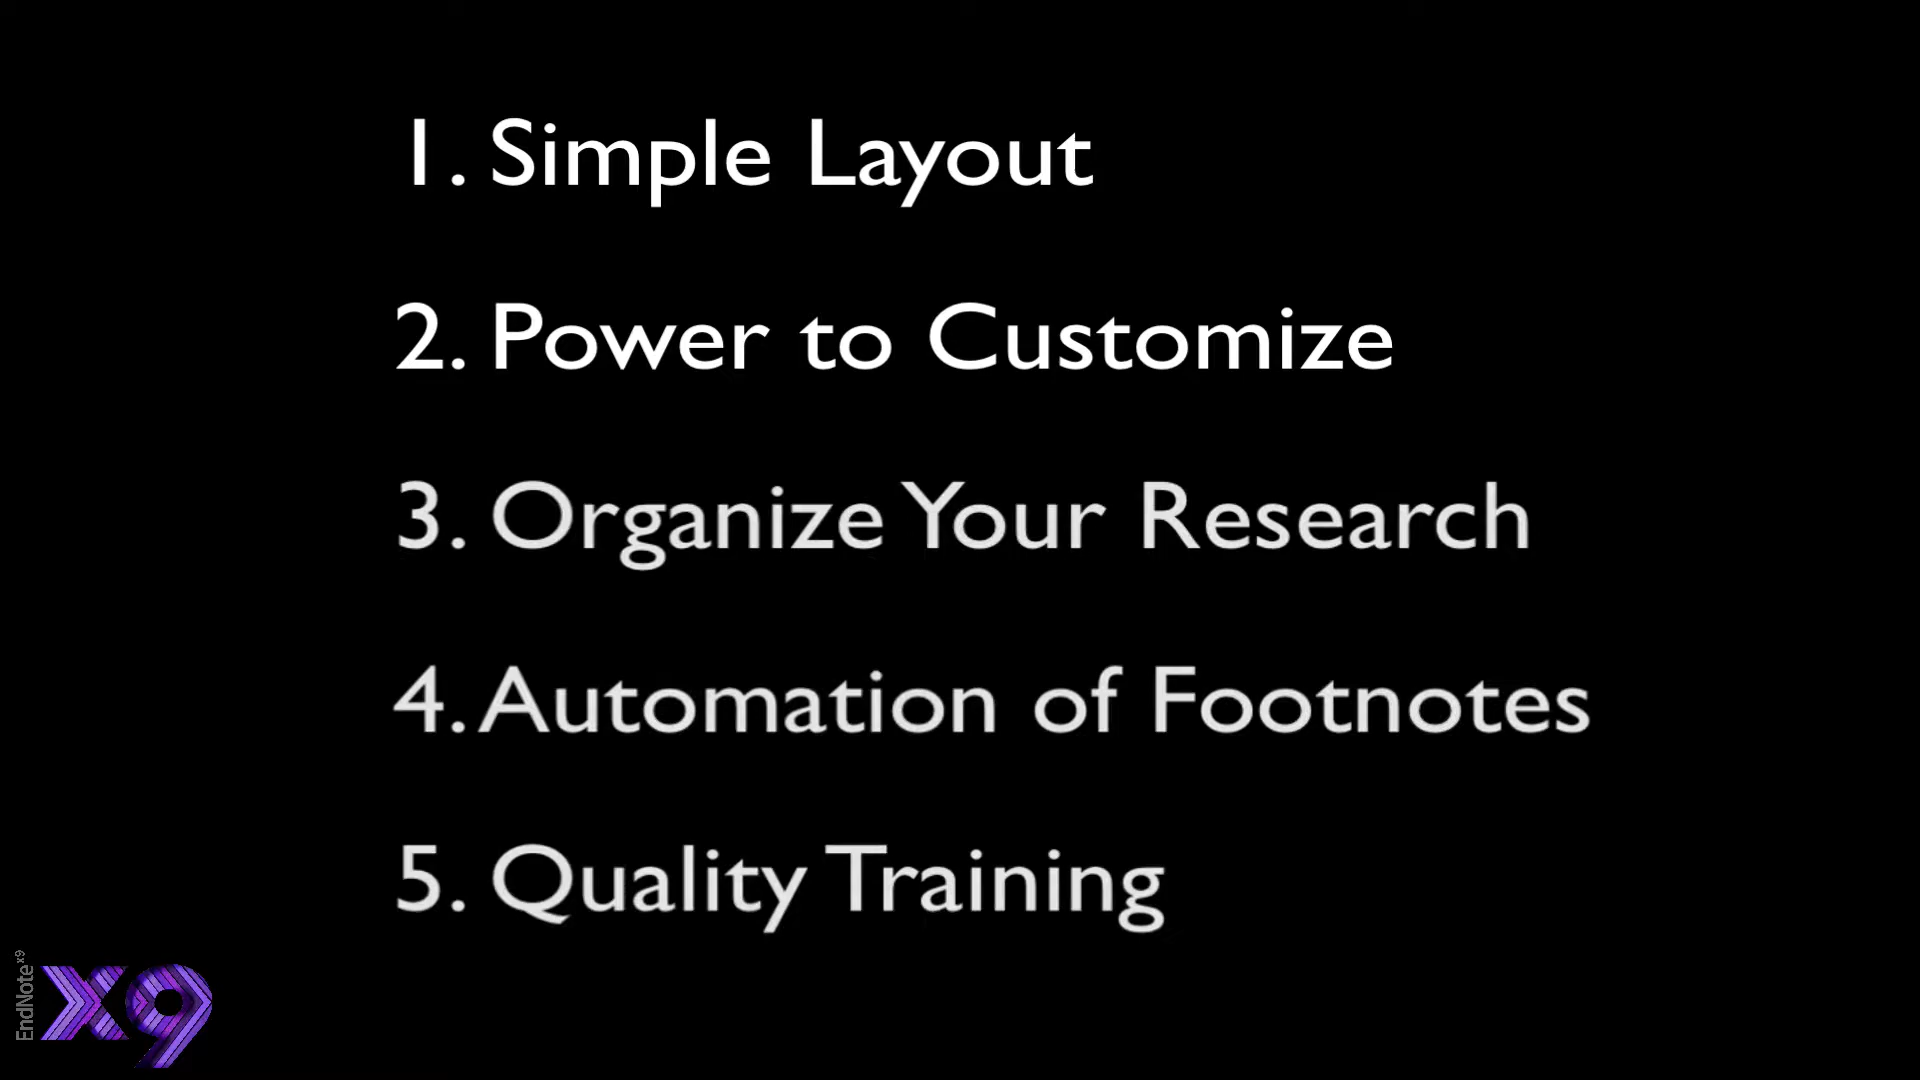 1. Simple Layout
2. Power to Customize
3. Organize Your Research
4. Automation of Footnotes
5. Quality Training
EndNote x9
x9